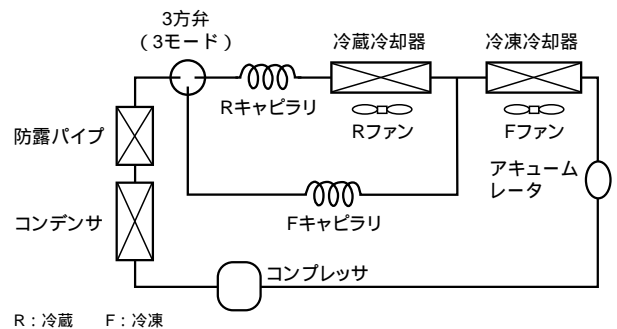 3方弁
（3モード）
冷蔵冷却器
冷凍冷却器
Rキャピラリ
Rファン
Fファン
防露パイプ
アキューム
レータ
コンデンサ
Fキャピラリ
コンプレッサ
R：冷蔵　F：冷凍